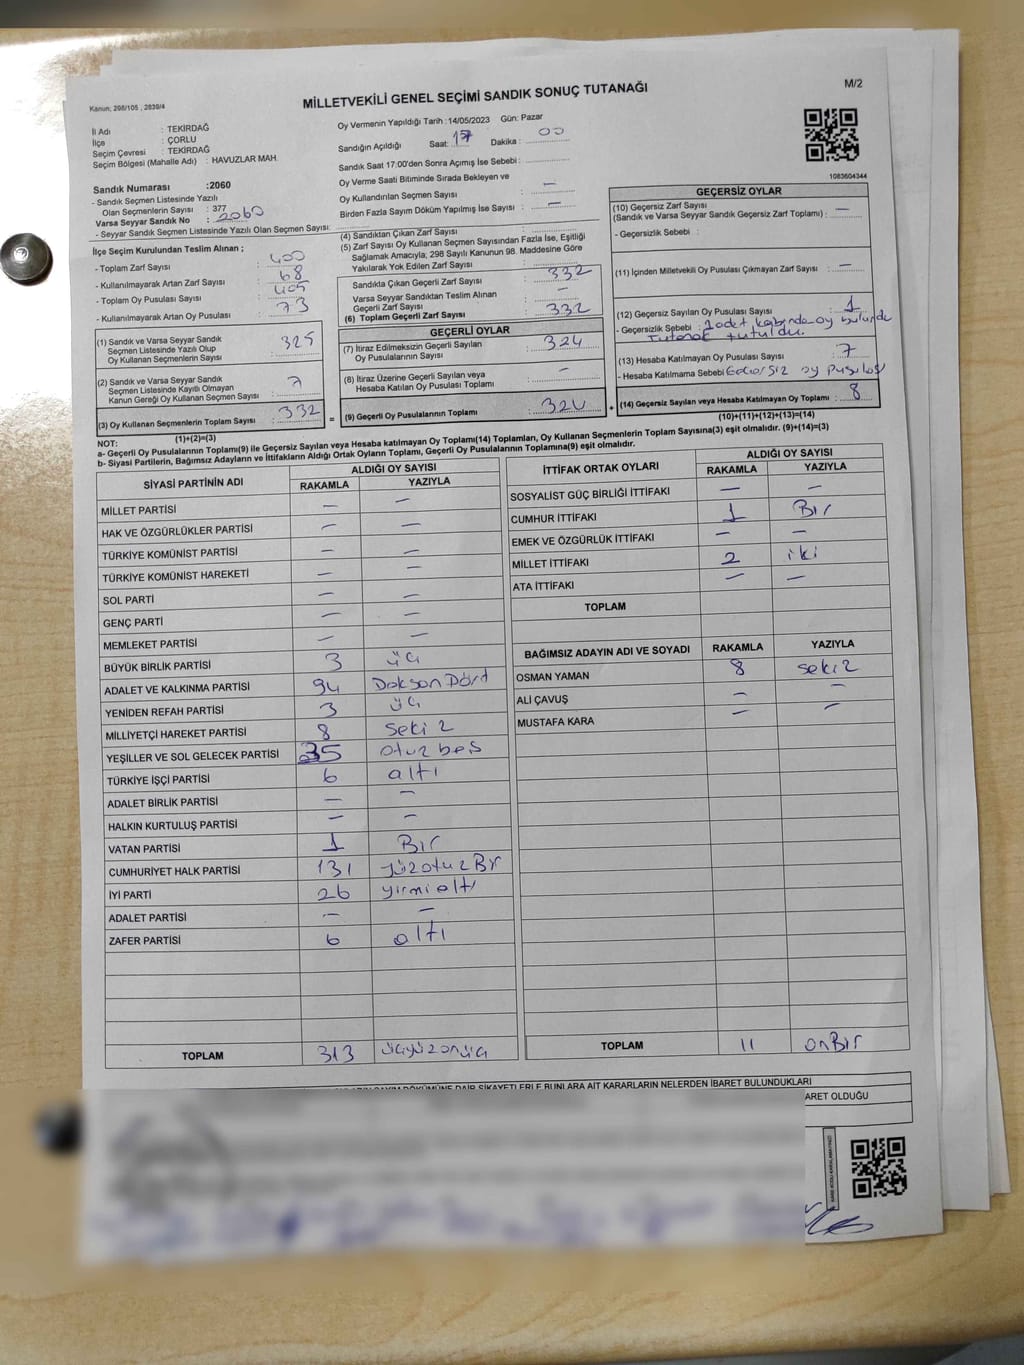 MİLLETVEKİLİ GENEL SEÇİMİ SANDIK SONUÇ TUTANAĞI
M/2
Kanun; 298/105 , 2839/4
İl Adı : TEKİRDAĞ
İlçe : ÇORLU
Seçim Çevresi : TEKİRDAĞ
Seçim Bölgesi (Mahalle Adı) : HAVUZLAR MAH.
Sandık Numarası :2060
- Sandık Seçmen Listesinde Yazılı
Olan Seçmenlerin Sayısı : 377
Varsa Seyyar Sandık No : 2060
- Seyyar Sandık Seçmen Listesinde Yazılı Olan Seçmen Sayısı:
Oy Vermenin Yapıldığı Tarih :14/05/2023 Gün: Pazar
Sandığın Açıldığı Saat: 17 Dakika : 00
Sandık Saat 17:00'den Sonra Açımış İse Sebebi :
Oy Verme Saati Bitiminde Sırada Bekleyen ve
Oy Kullandırılan Seçmen Sayısı : —
Birden Fazla Sayım Döküm Yapılmış İse Sayısı : —
1083604344
İlçe Seçim Kurulundan Teslim Alınan ;
- Toplam Zarf Sayısı : 400
- Kullanılmayarak Artan Zarf Sayısı : 68
- Toplam Oy Pusulası Sayısı : 405
- Kullanılmayarak Artan Oy Pusulası : 73
(1) Sandık ve Varsa Seyyar Sandık
Seçmen Listesinde Yazılı Olup
Oy Kullanan Seçmenlerin Sayısı : 325
(2) Sandık ve Varsa Seyyar Sandık
Seçmen Listesinde Kayıtlı Olmayan
Kanun Gereği Oy Kullanan Seçmen Sayısı : 7
(3) Oy Kullanan Seçmenlerin Toplam Sayısı : 332
(1)+(2)=(3)
(4) Sandıktan Çıkan Zarf Sayısı :
(5) Zarf Sayısı Oy Kullanan Seçmen Sayısından Fazla İse, Eşitliği
Sağlamak Amacıyla; 298 Sayılı Kanunun 98. Maddesine Göre
Yakılarak Yok Edilen Zarf Sayısı :
Sandıkta Çıkan Geçerli Zarf Sayısı : 332
Varsa Seyyar Sandıktan Teslim Alınan
Geçerli Zarf Sayısı : —
(6) Toplam Geçerli Zarf Sayısı : 332
GEÇERLİ OYLAR
(7) İtiraz Edilmeksizin Geçerli Sayılan
Oy Pusulalarının Sayısı : 324
(8) İtiraz Üzerine Geçerli Sayılan veya
Hesaba Katılan Oy Pusulaları Toplamı : —
= (9) Geçerli Oy Pusulalarının Toplamı : 324
GEÇERSİZ OYLAR
(10) Geçersiz Zarf Sayısı
(Sandık ve Varsa Seyyar Sandık Geçersiz Zarf Toplamı) : —
- Geçersizlik Sebebi :
(11) İçinden Milletvekili Oy Pusulası Çıkmayan Zarf Sayısı : —
(12) Geçersiz Sayılan Oy Pusulası Sayısı : 1
- Geçersizlik Sebebi : 1 adet kabinde oy bulundu
Tutanak tutuldu.
(13) Hesaba Katılmayan Oy Pusulası Sayısı : 7
- Hesaba Katılmama Sebebi Geçersiz oy pusulası
+ (14) Geçersiz Sayılan veya Hesaba Katılmayan Oy Toplamı : 8
(10)+(11)+(12)+(13)=(14)
NOT:
a- Geçerli Oy Pusulalarının Toplamı(9) ile Geçersiz Sayılan veya Hesaba katılmayan Oy Toplamı(14) Toplamları, Oy Kullanan Seçmenlerin Toplam Sayısına(3) eşit olmalıdır. (9)+(14)=(3)
b- Siyasi Partilerin, Bağımsız Adayların ve İttifakların Aldığı Ortak Oyların Toplamı, Geçerli Oy Pusulalarının Toplamına(9) eşit olmalıdır.
SİYASİ PARTİNİN ADI ALDIĞI OY SAYISI
RAKAMLA YAZIYLA
MİLLET PARTİSİ — —
HAK VE ÖZGÜRLÜKLER PARTİSİ — —
TÜRKİYE KOMÜNİST PARTİSİ — —
TÜRKİYE KOMÜNİST HAREKETİ — —
SOL PARTİ — —
GENÇ PARTİ — —
MEMLEKET PARTİSİ — —
BÜYÜK BİRLİK PARTİSİ 3 üç
ADALET VE KALKINMA PARTİSİ 94 Doksan Dört
YENİDEN REFAH PARTİSİ 3 üç
MİLLİYETÇİ HAREKET PARTİSİ 8 Sekiz
YEŞİLLER VE SOL GELECEK PARTİSİ 35 otuz beş
TÜRKİYE İŞÇİ PARTİSİ 6 altı
ADALET BİRLİK PARTİSİ — —
HALKIN KURTULUŞ PARTİSİ — —
VATAN PARTİSİ 1 Bir
CUMHURİYET HALK PARTİSİ 131 yüzotuz Bir
İYİ PARTİ 26 yirmi altı
ADALET PARTİSİ — —
ZAFER PARTİSİ 6 altı
TOPLAM 313 üçyüzonüç
İTTİFAK ORTAK OYLARI ALDIĞI OY SAYISI
RAKAMLA YAZIYLA
SOSYALİST GÜÇ BİRLİĞİ İTTİFAKI — —
CUMHUR İTTİFAKI 1 Bir
EMEK VE ÖZGÜRLÜK İTTİFAKI — —
MİLLET İTTİFAKI 2 iki
ATA İTTİFAKI — —
TOPLAM
BAĞIMSIZ ADAYIN ADI VE SOYADI RAKAMLA YAZIYLA
OSMAN YAMAN 8 sekiz
ALİ ÇAVUŞ — —
MUSTAFA KARA — —
TOPLAM 11 onBir
SAYIM DÖKÜMÜNE DAİR ŞİKAYETLERLE BUNLARA AİT KARARLARIN NELERDEN İBARET BULUNDUKLARI
ARET OLDUĞU